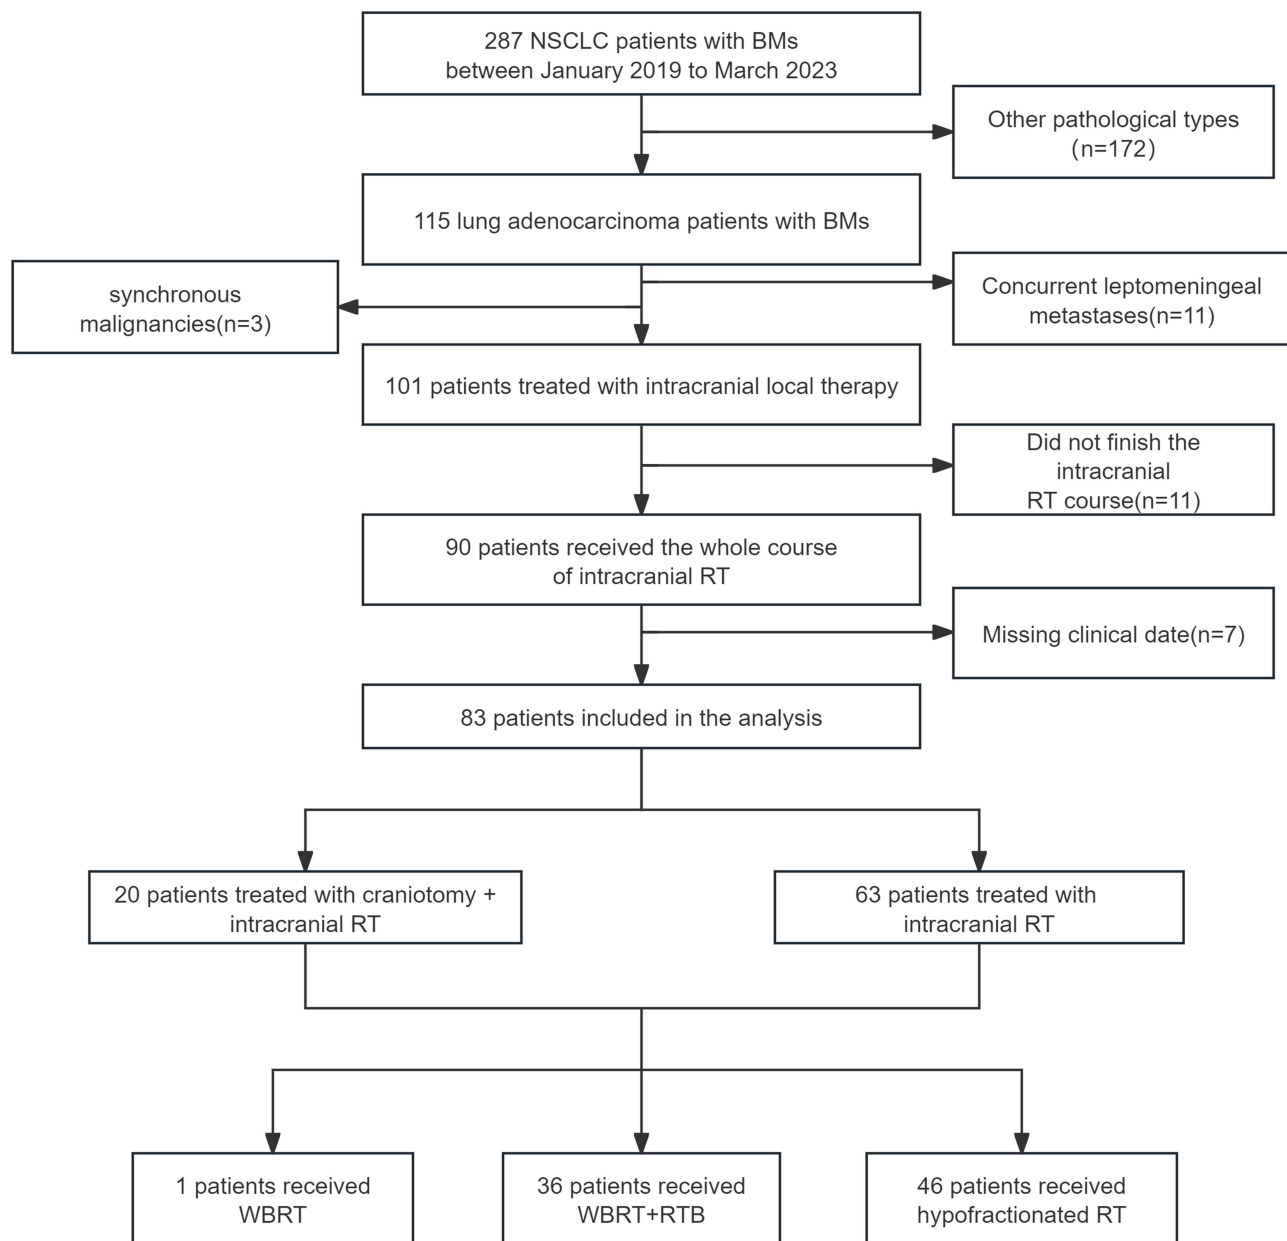 287 NSCLC patients with BMs
between January 2019 to March 2023
Other pathological types
(n=172)
115 lung adenocarcinoma patients with BMs
synchronous
malignancies(n=3)
Concurrent leptomeningeal
metastases(n=11)
101 patients treated with intracranial local therapy
Did not finish the
intracranial
RT course(n=11)
90 patients received the whole course
of intracranial RT
Missing clinical date(n=7)
83 patients included in the analysis
20 patients treated with craniotomy +
intracranial RT
63 patients treated with
intracranial RT
1 patients received
WBRT
36 patients received
WBRT+RTB
46 patients received
hypofractionated RT